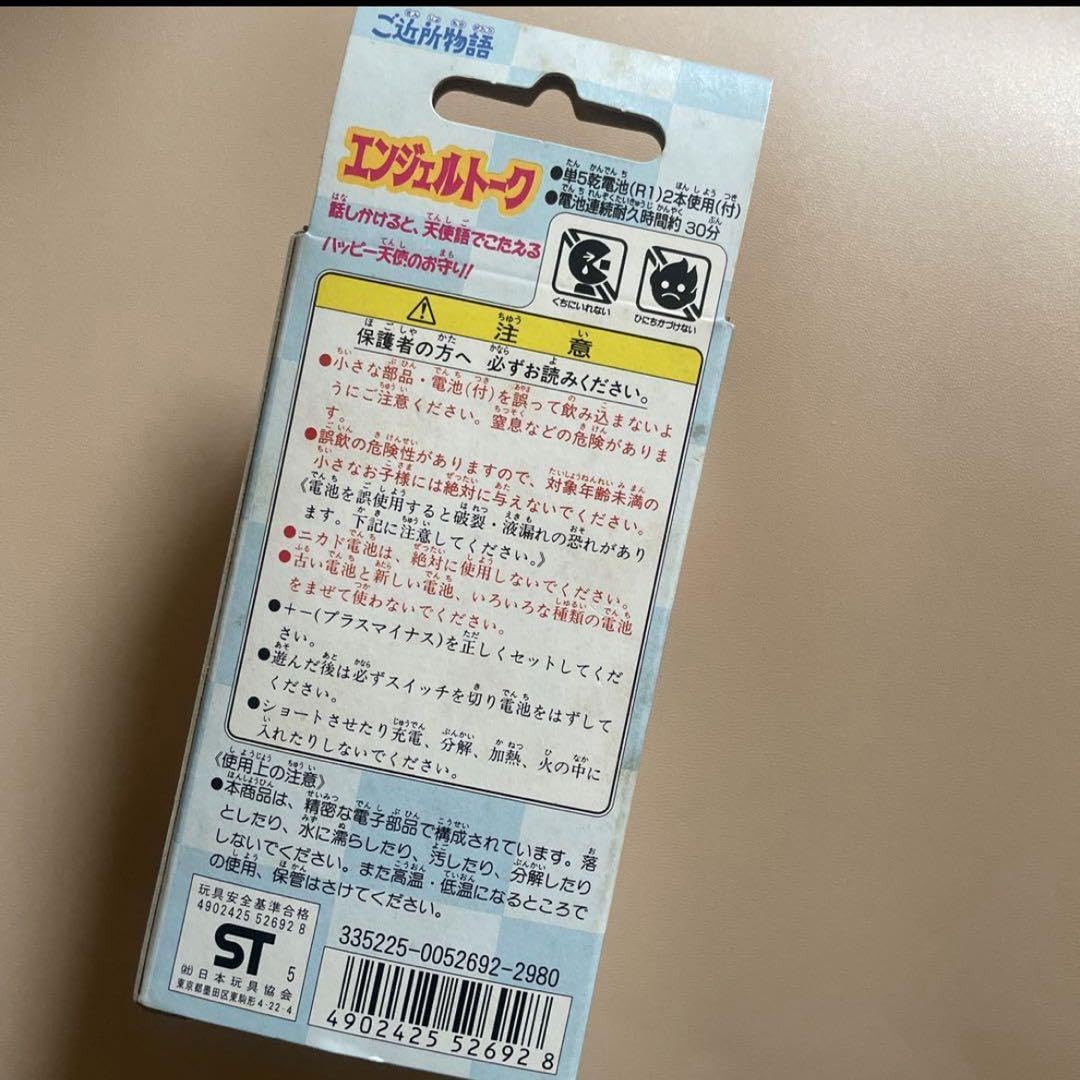 ご近所物語
エンジェルトーク
話しかけると、天使語でこたえる
ハッピー天使のお守り!
●単5乾電池(R1)2本使用(付)
●電池連続耐久時間約 30分
くちにいれない
ひにちかづけない
注意
保護者の方へ 必ずお読みください。
●小さな部品・電池(付)を誤って飲み込まないよ
うにご注意ください。窒息などの危険がありま
す。
●誤飲の危険性がありますので、対象年齢未満の
小さなお子様には絶対に与えないでください。
《電池を誤使用すると破裂・液漏れの恐れがあり
ます。下記に注意してください。》
●ニカド電池は、絶対に使用しないでください。
●古い電池と新しい電池、いろいろな種類の電池
をまぜて使わないでください。
●+-(プラスマイナス)を正しくセットしてくだ
さい。
●遊んだ後は必ずスイッチを切り電池をはずして
ください。
●ショートさせたり充電、分解、加熱、火の中に
入れたりしないでください。
《使用上の注意》
●本商品は、精密な電子部品で構成されています。落
としたり、水に濡らしたり、汚したり、分解したり
しないでください。また高温・低温になるところで
の使用、保管はさけてください。
玩具安全基準合格
4902425 52692 8
ST 5
㈳日本玩具協会
東京都墨田区東駒形4-22-4
335225-0052692-2980
4902425 526928